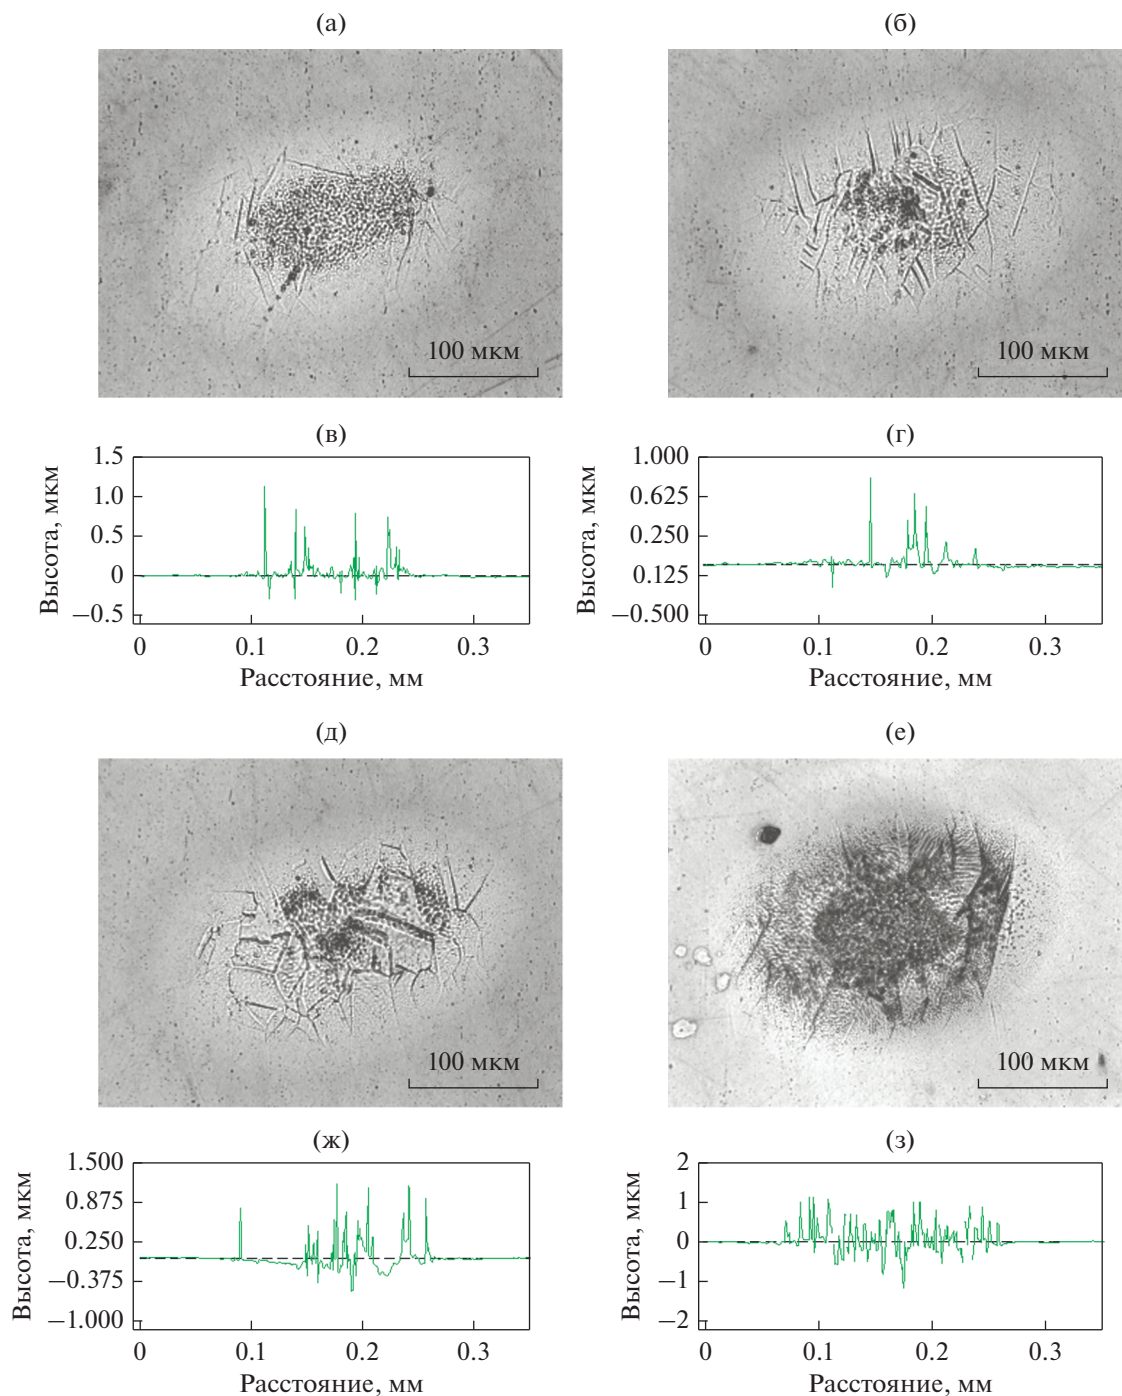 (а)
(б)
100 мкм
100 мкм
(в)
(г)
Высота, мкм
1.5
1.0
0.5
0
−0.5
0
0.1
0.2
0.3
Расстояние, мм
Высота, мкм
1.000
0.625
0.250
0.125
−0.500
0
0.1
0.2
0.3
Расстояние, мм
(д)
(е)
100 мкм
100 мкм
(ж)
(з)
Высота, мкм
1.500
0.875
0.250
−0.375
−1.000
0
0.1
0.2
0.3
Расстояние, мм
Высота, мкм
2
1
0
−1
−2
0
0.1
0.2
0.3
Расстояние, мм